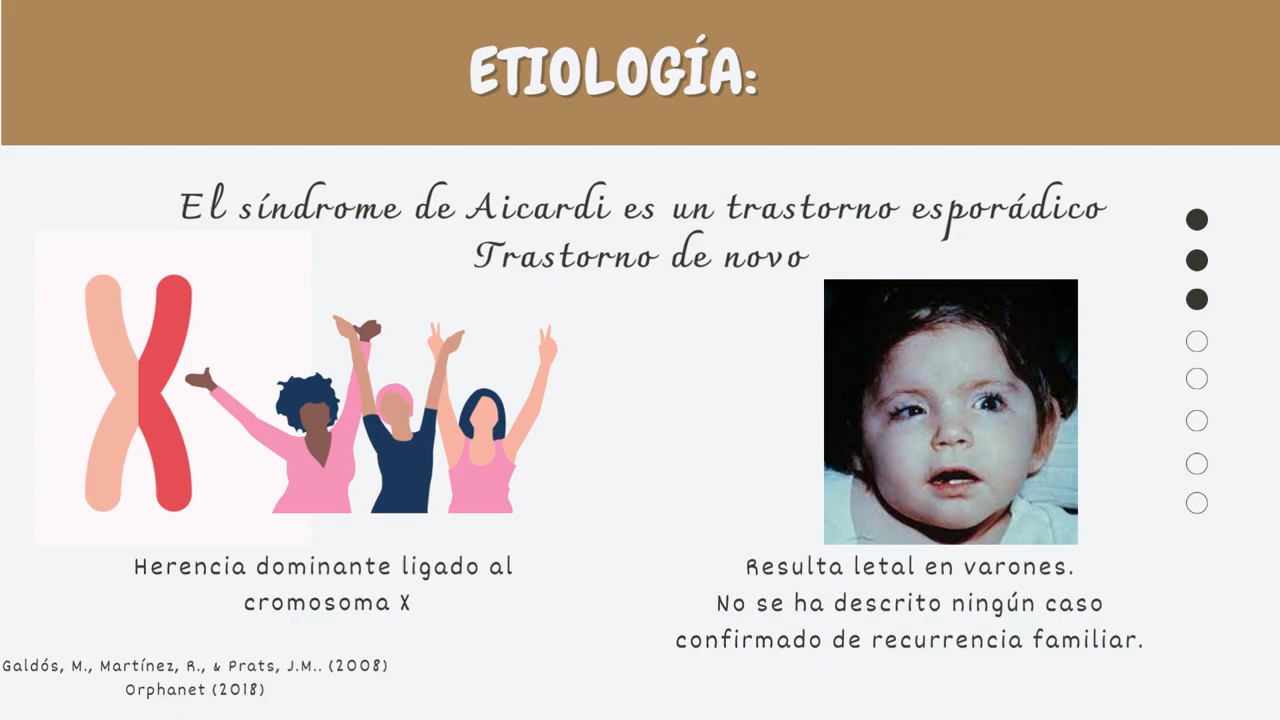 ETIOLOGÍA:
El síndrome de Aicardi es un trastorno esporádico
Trastorno de novo
Herencia dominante ligado al
cromosoma X
Resulta letal en varones.
No se ha descrito ningún caso
confirmado de recurrencia familiar.
Galdós, M., Martínez, R., & Prats, J.M.. (2008)
Orphanet (2018)